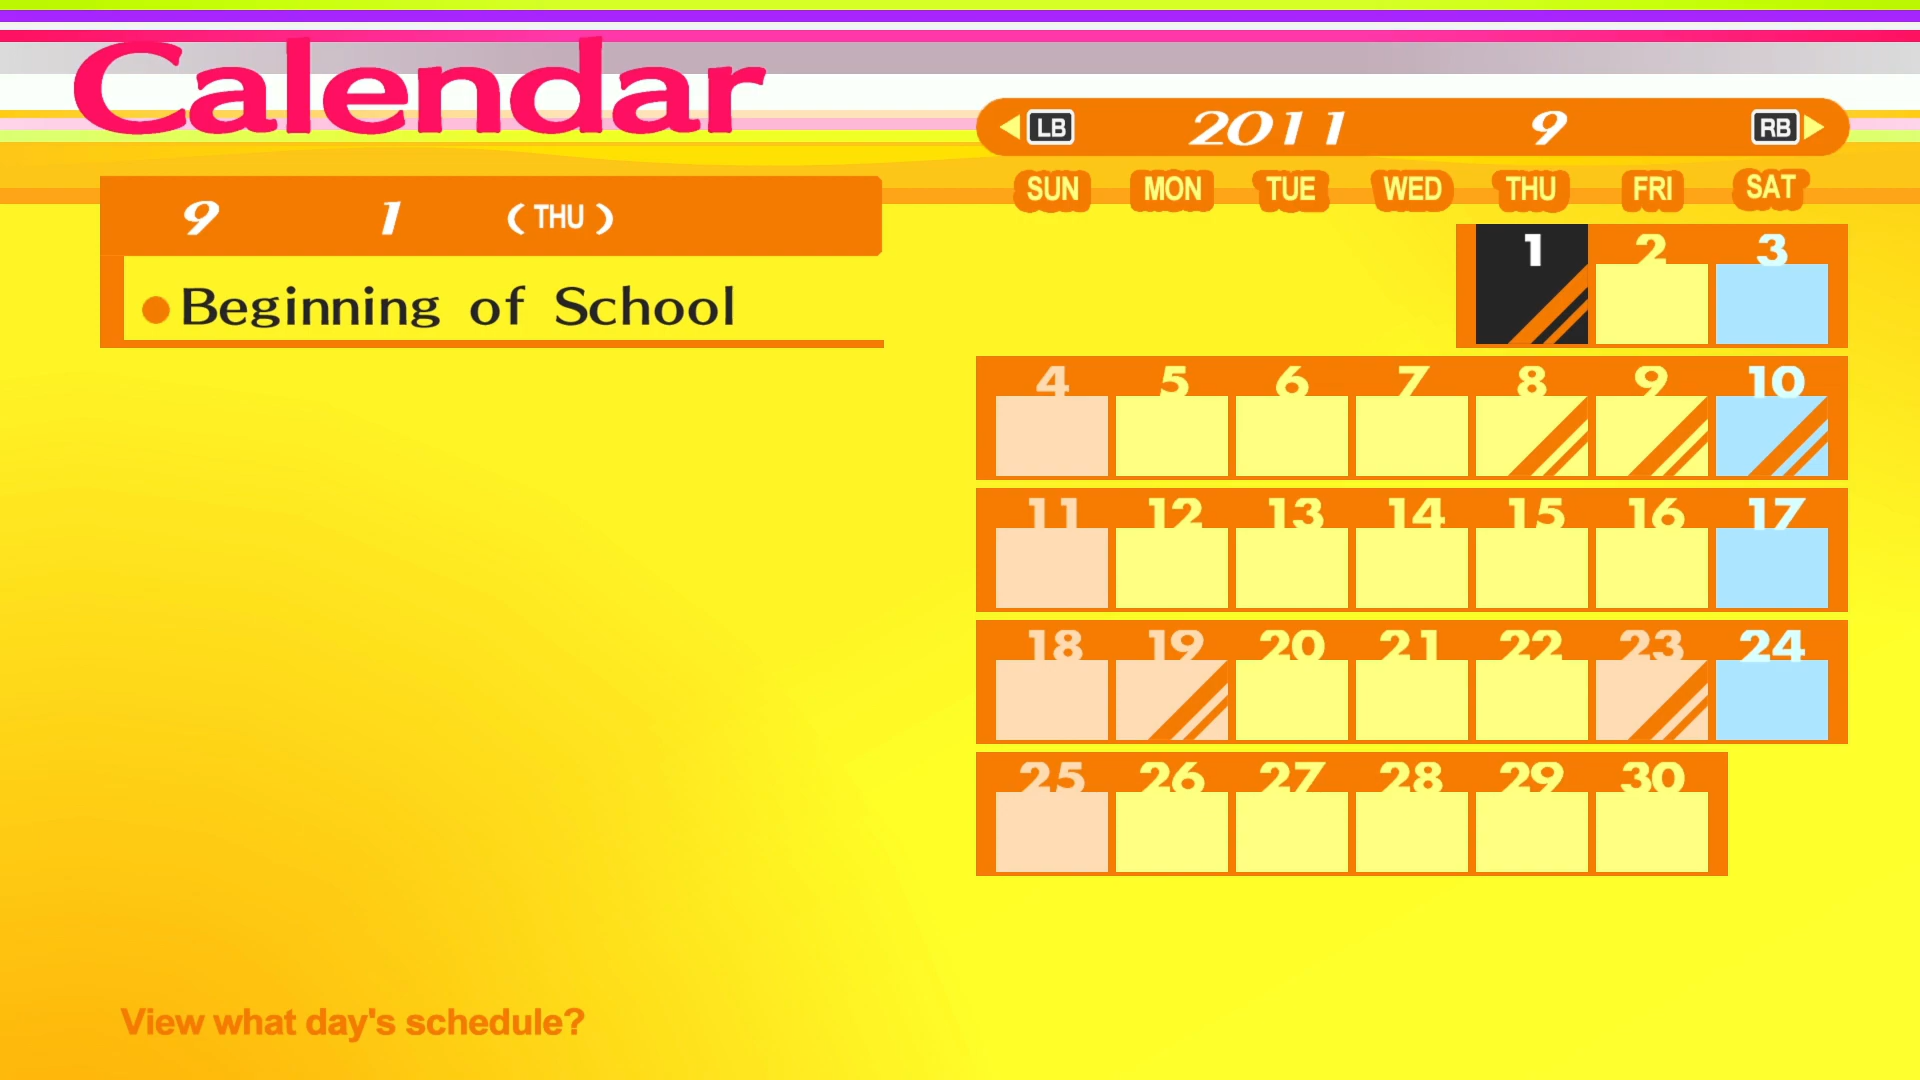 Calendar
LB 2011 9 RB
SUN MON TUE WED THU FRI SAT
9 1 (THU)
Beginning of School
1 2 3
4 5 6 7 8 9 10
11 12 13 14 15 16 17
18 19 20 21 22 23 24
25 26 27 28 29 30
View what day's schedule?